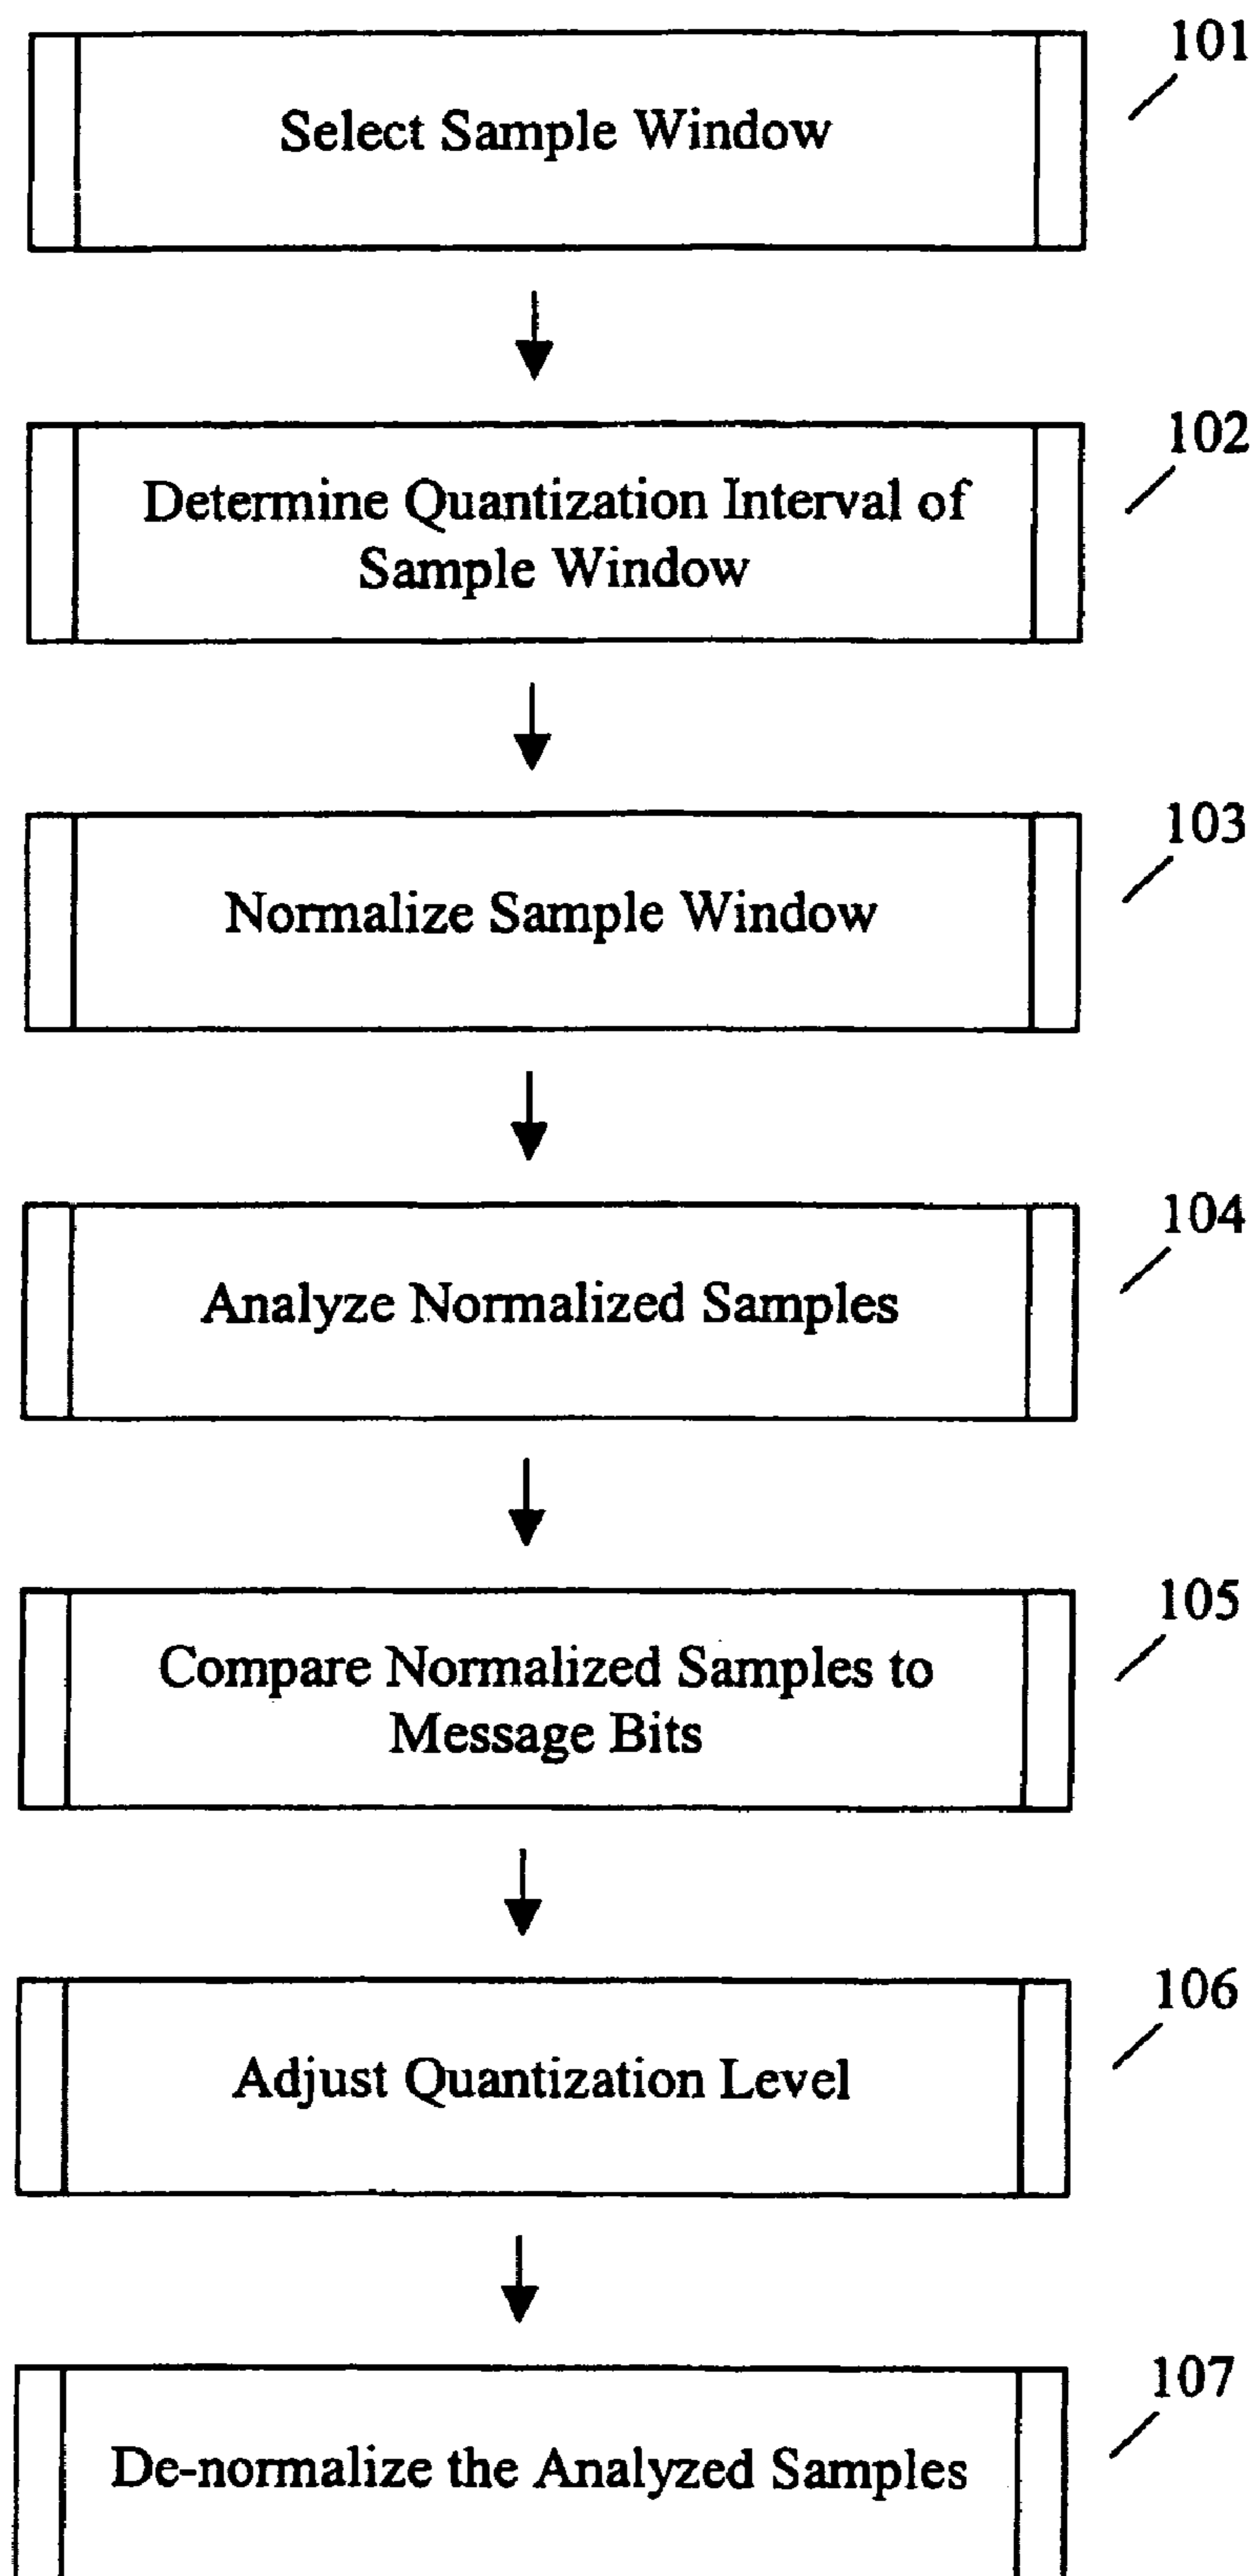 101
Select Sample Window
102
Determine Quantization Interval of
Sample Window
103
Normalize Sample Window
104
Analyze Normalized Samples
105
Compare Normalized Samples to
Message Bits
106
Adjust Quantization Level
107
De-normalize the Analyzed Samples